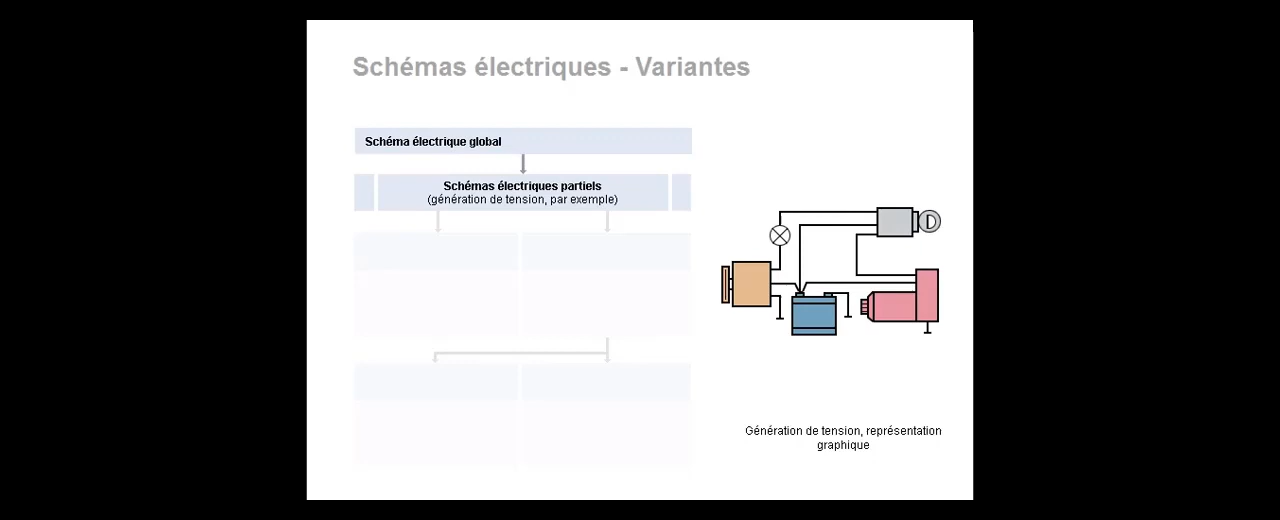 Schémas électriques - Variantes
Schéma électrique global
Schémas électriques partiels
(génération de tension, par exemple)
Génération de tension, représentation
graphique